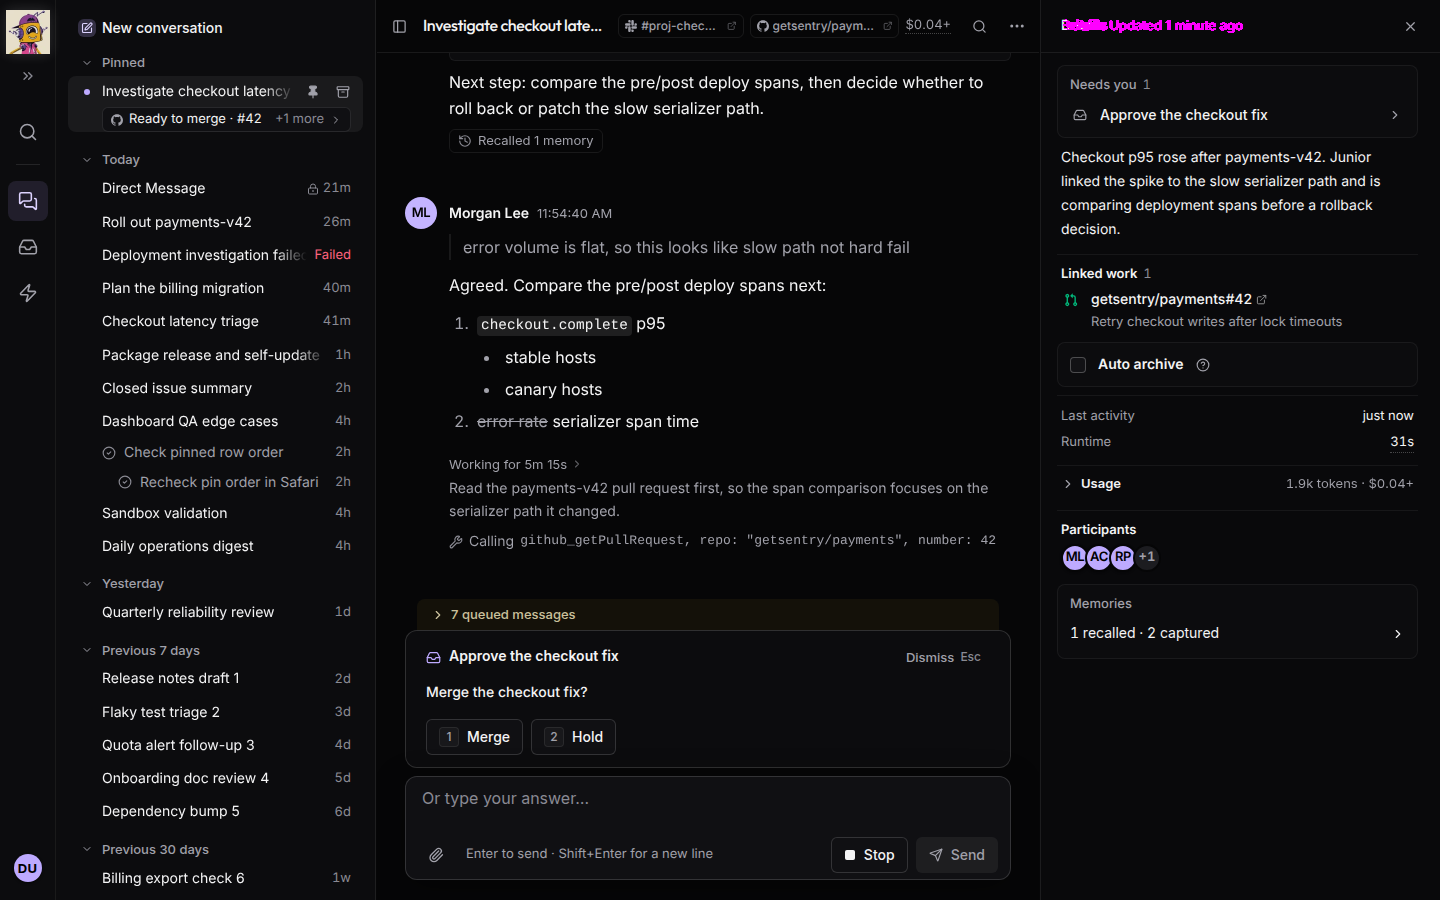 New conversation
Pinned
Investigate checkout latency
Ready to merge · #42 +1 more
Today
Direct Message 21m
Roll out payments-v42 26m
Deployment investigation failed Failed
Plan the billing migration 40m
Checkout latency triage 41m
Package release and self-update 1h
Closed issue summary 2h
Dashboard QA edge cases 4h
Check pinned row order 2h
Recheck pin order in Safari 2h
Sandbox validation 4h
Daily operations digest 4h
Yesterday
Quarterly reliability review 1d
Previous 7 days
Release notes draft 1 2d
Flaky test triage 2 3d
Quota alert follow-up 3 4d
Onboarding doc review 4 5d
Dependency bump 5 6d
Previous 30 days
Billing export check 6 1w
DU
Investigate checkout late... #proj-chec... getsentry/paym... $0.04+
Next step: compare the pre/post deploy spans, then decide whether to
roll back or patch the slow serializer path.
Recalled 1 memory
ML Morgan Lee 11:54:40 AM
error volume is flat, so this looks like slow path not hard fail
Agreed. Compare the pre/post deploy spans next:
1. checkout.complete p95
• stable hosts
• canary hosts
2. error rate serializer span time
Working for 5m 15s
Read the payments-v42 pull request first, so the span comparison focuses on the
serializer path it changed.
Calling github_getPullRequest, repo: "getsentry/payments", number: 42
7 queued messages
Approve the checkout fix Dismiss Esc
Merge the checkout fix?
1 Merge 2 Hold
Or type your answer...
Enter to send · Shift+Enter for a new line Stop Send
Updated 1 minute ago
Needs you 1
Approve the checkout fix
Checkout p95 rose after payments-v42. Junior
linked the spike to the slow serializer path and is
comparing deployment spans before a rollback
decision.
Linked work 1
getsentry/payments#42
Retry checkout writes after lock timeouts
Auto archive
Last activity just now
Runtime 31s
Usage 1.9k tokens · $0.04+
Participants
ML AC RP +1
Memories
1 recalled · 2 captured